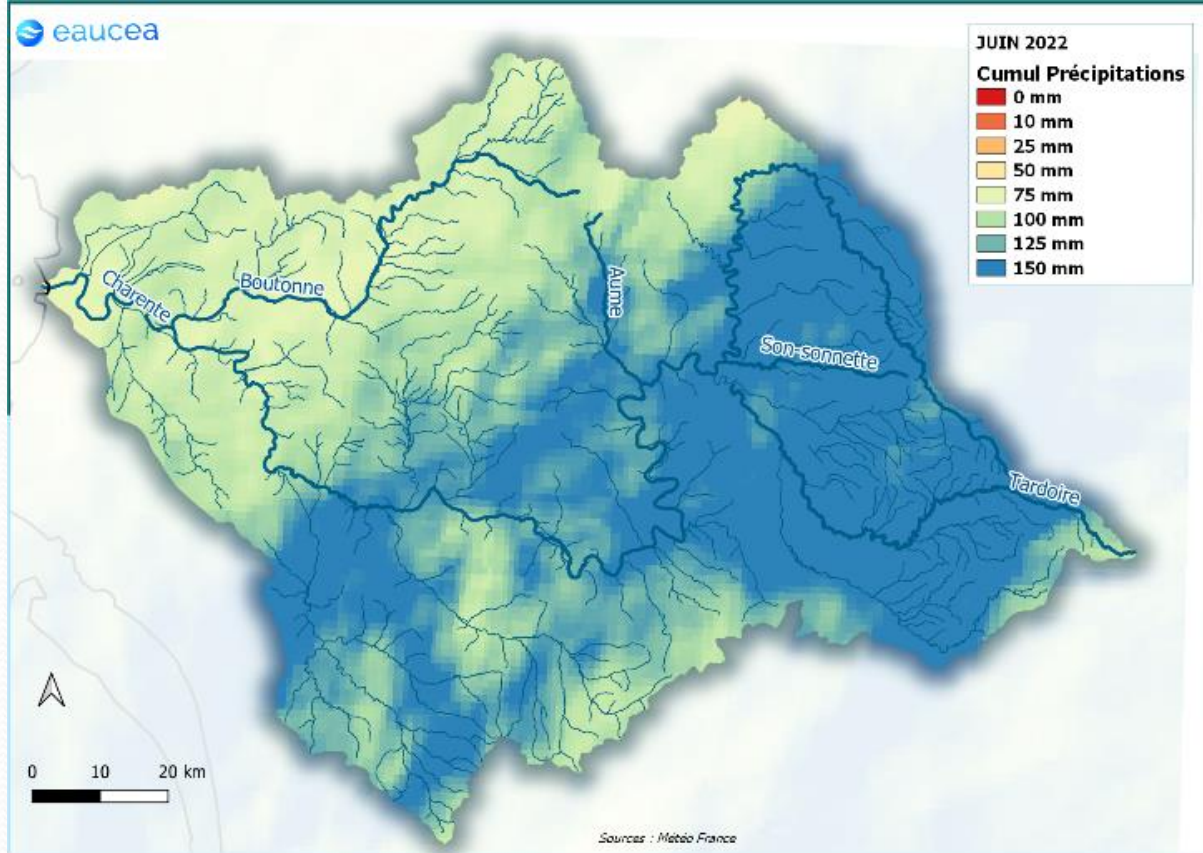 eaucea
JUIN 2022
Cumul Précipitations
0 mm
10 mm
25 mm
50 mm
75 mm
100 mm
125 mm
150 mm
Charente
Boutonne
Aume
Son-sonnette
Tardoire
0 10 20 km
Sources : Météo France